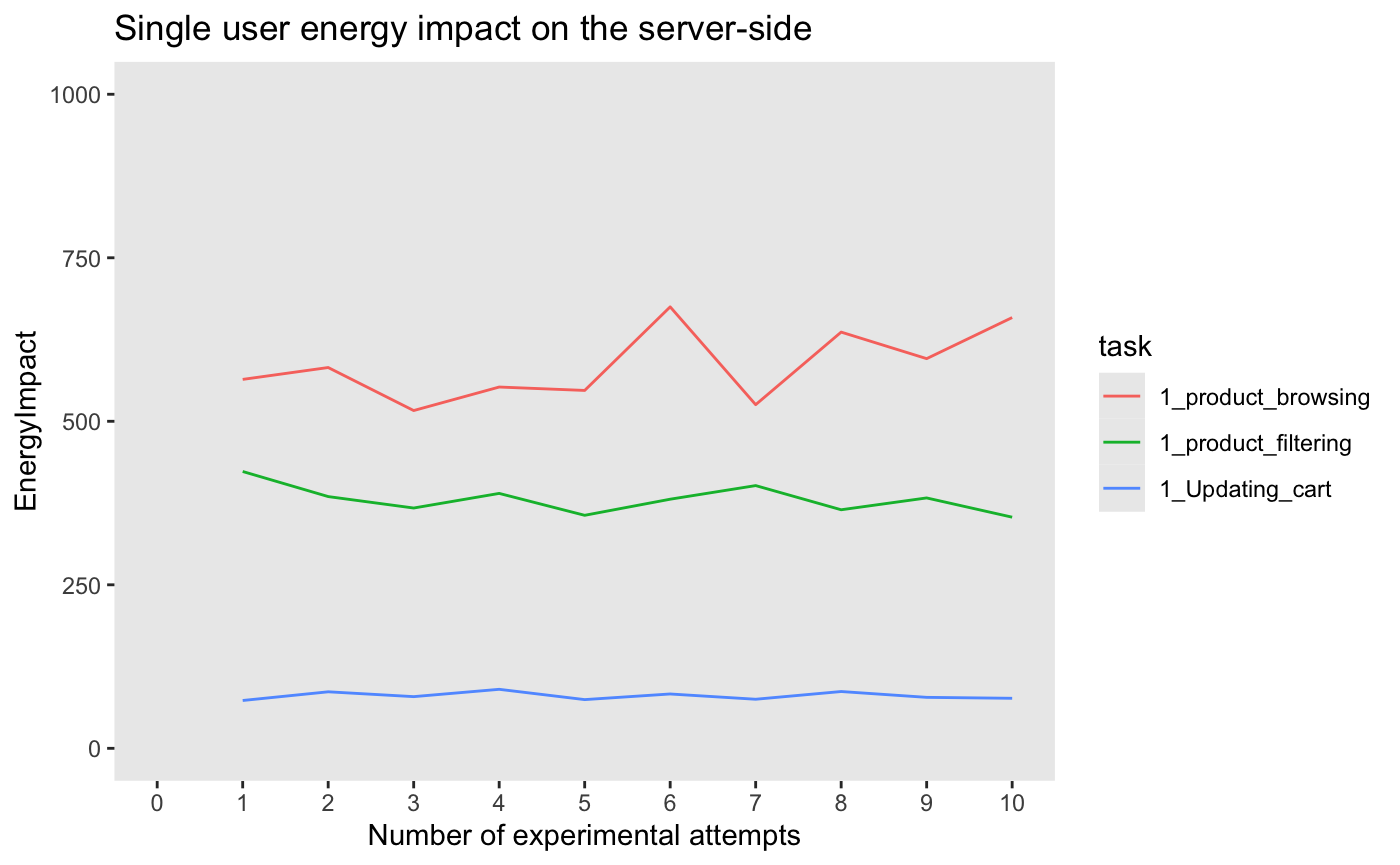 Single user energy impact on the server-side
1000
750
500
250
0
EnergyImpact
0 1 2 3 4 5 6 7 8 9 10
Number of experimental attempts
task
1_product_browsing
1_product_filtering
1_Updating_cart